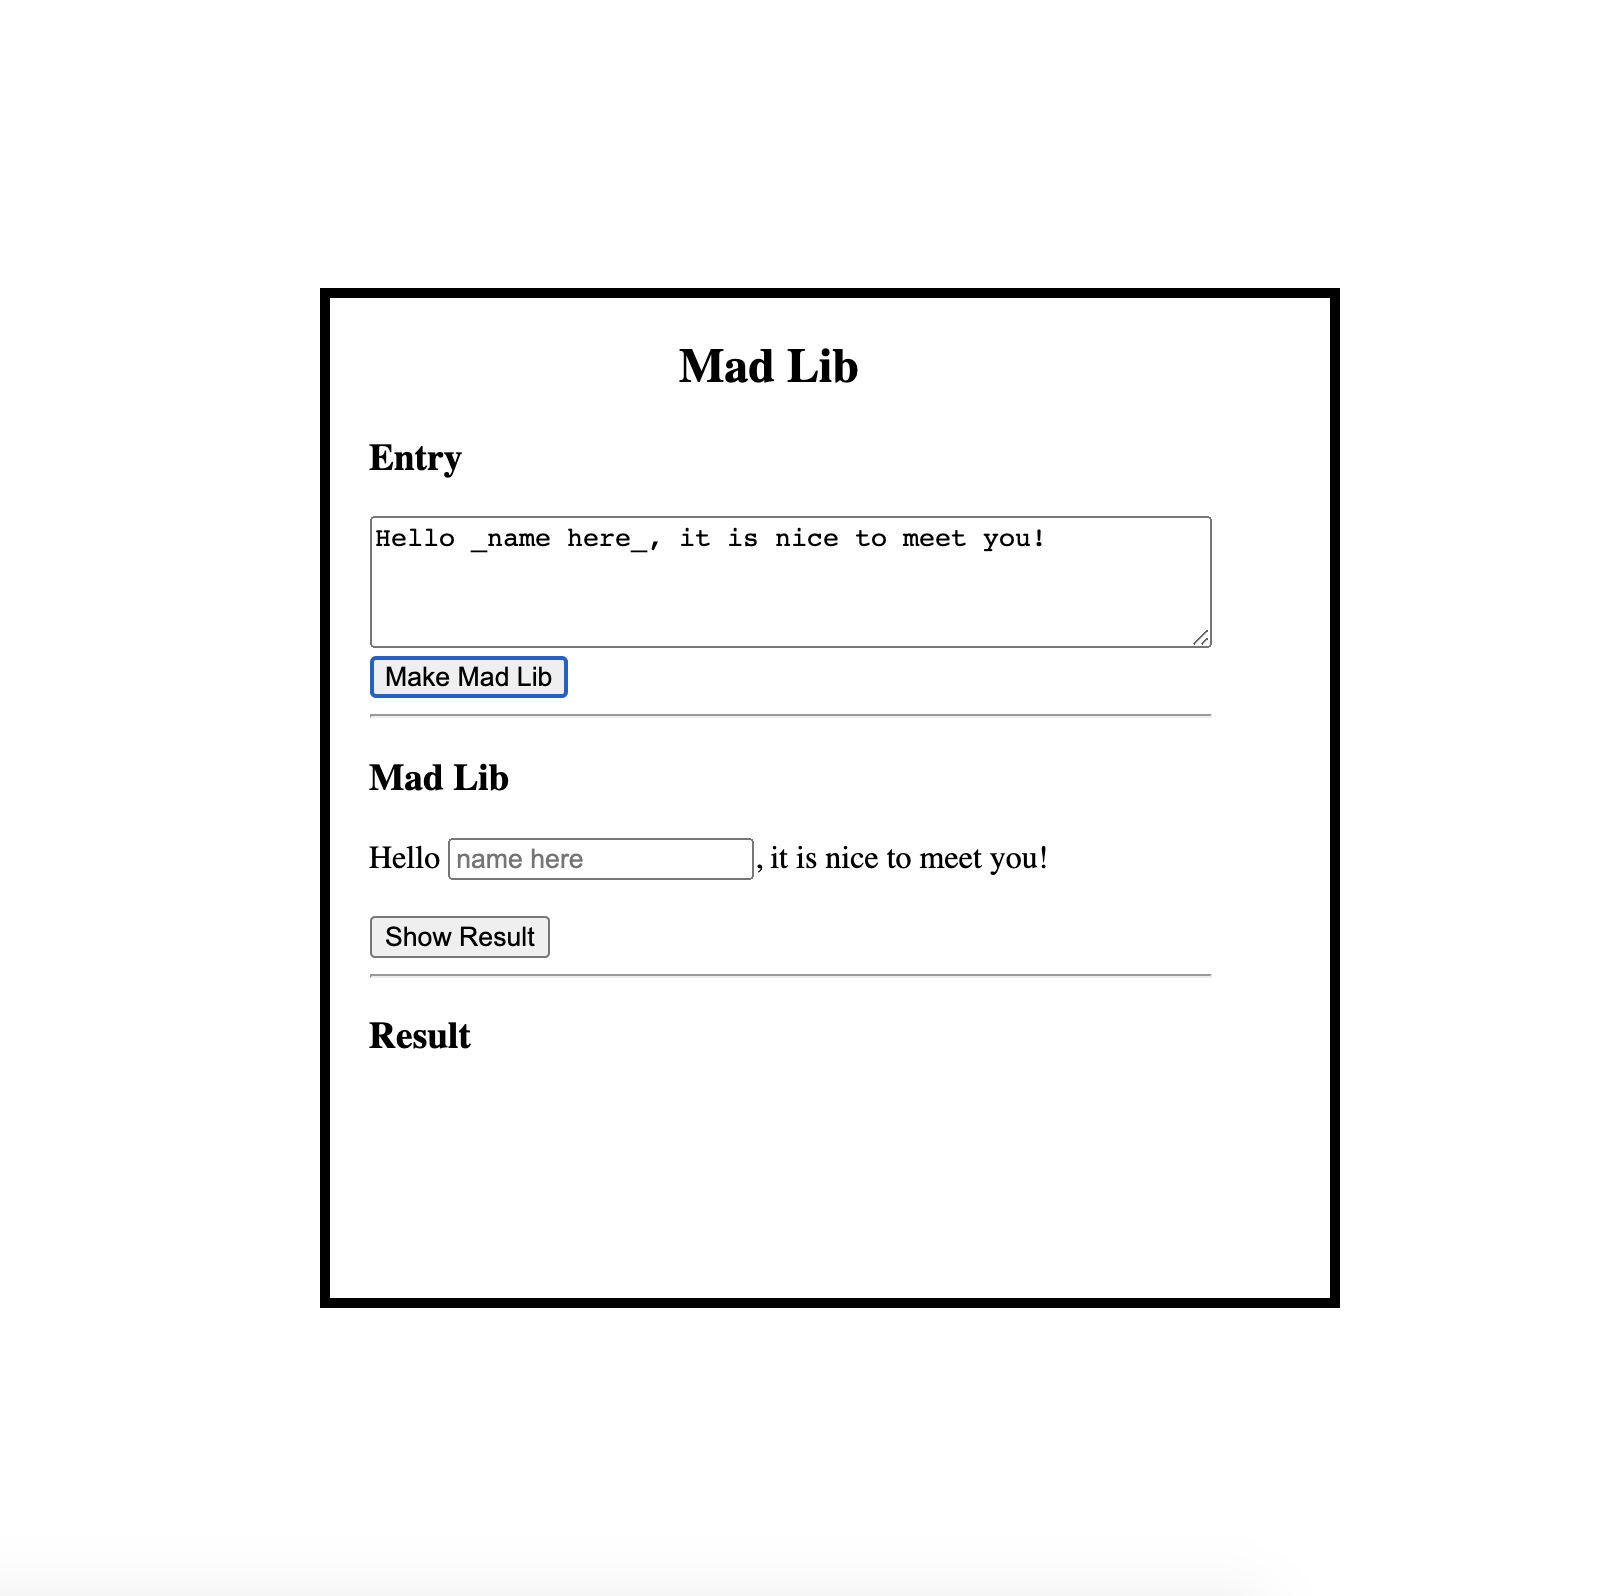 Mad Lib
Entry
Hello _name here_, it is nice to meet you!
Make Mad Lib
Mad Lib
Hello name here, it is nice to meet you!
Show Result
Result